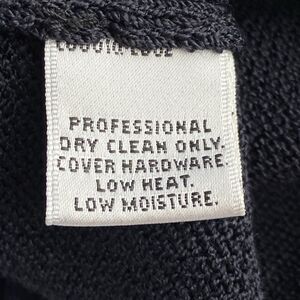 PROFESSIONAL
DRY CLEAN ONLY.
COVER HARDWARE.
LOW HEAT.
LOW MOISTURE.